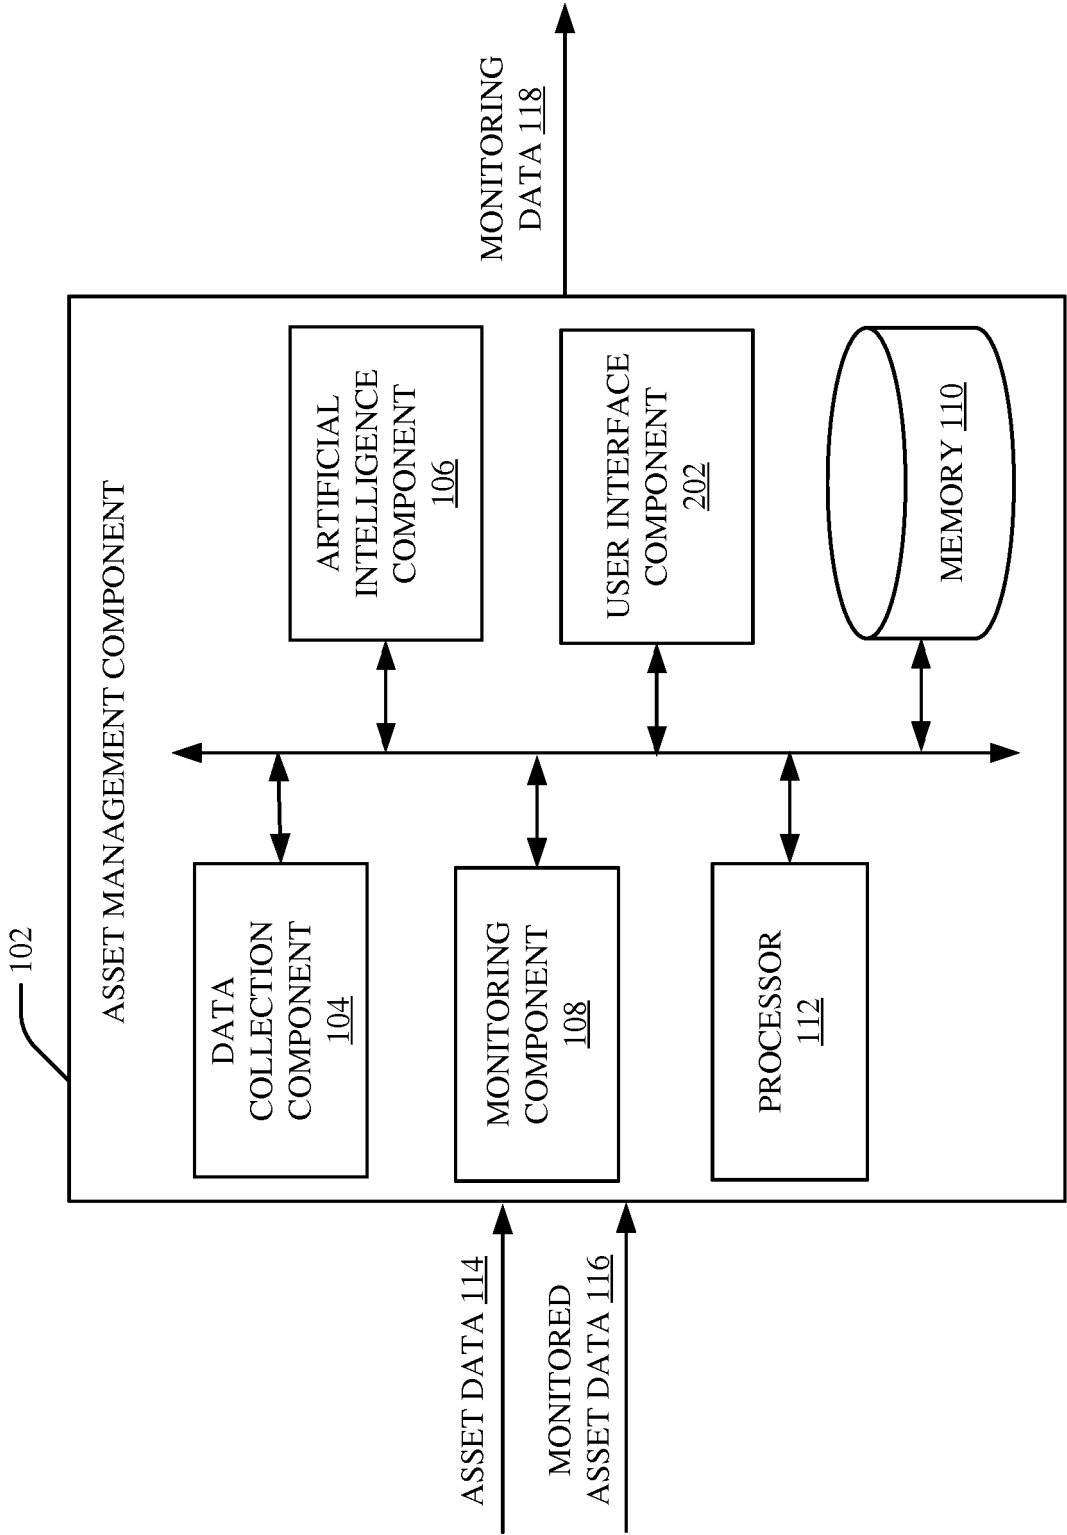 102
ASSET MANAGEMENT COMPONENT
DATA
COLLECTION
COMPONENT
104
ARTIFICIAL
INTELLIGENCE
COMPONENT
106
ASSET DATA 114
MONITORED
ASSET DATA 116
MONITORING
COMPONENT
108
USER INTERFACE
COMPONENT
202
MONITORING
DATA 118
PROCESSOR
112
MEMORY 110